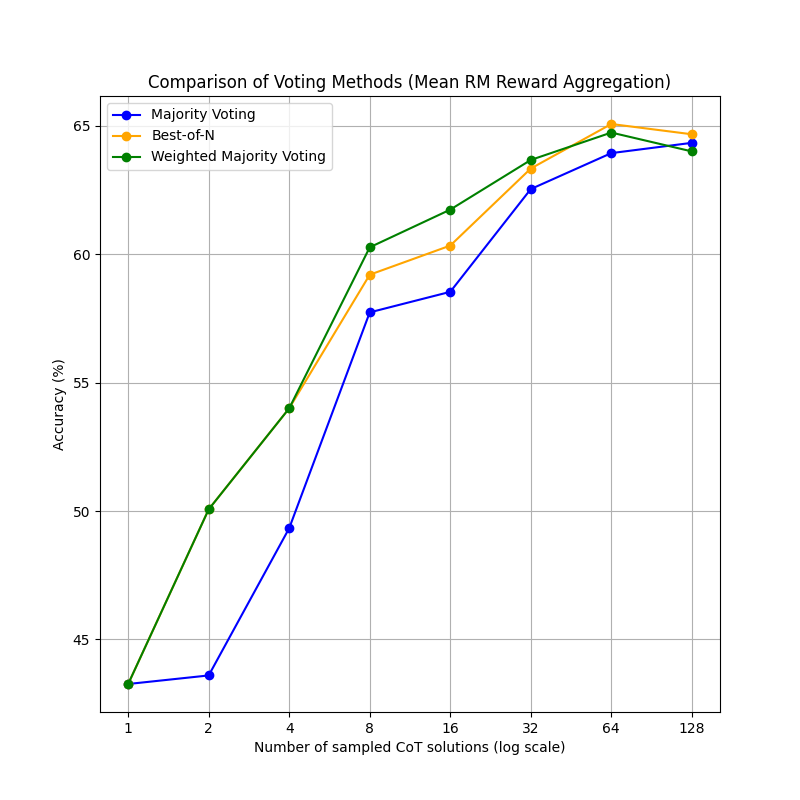 Comparison of Voting Methods (Mean RM Reward Aggregation)
Majority Voting
Best-of-N
Weighted Majority Voting
65
60
55
50
45
Accuracy (%)
1 2 4 8 16 32 64 128
Number of sampled CoT solutions (log scale)